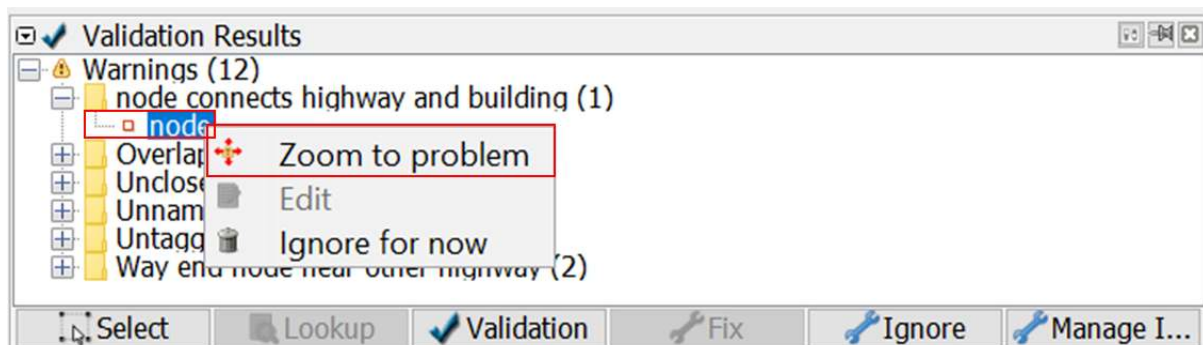 Validation Results
Warnings (12)
node connects highway and building (1)
node
Zoom to problem
Edit
Ignore for now
Way end node near other highway (2)
Select Lookup Validation Fix Ignore Manage I...